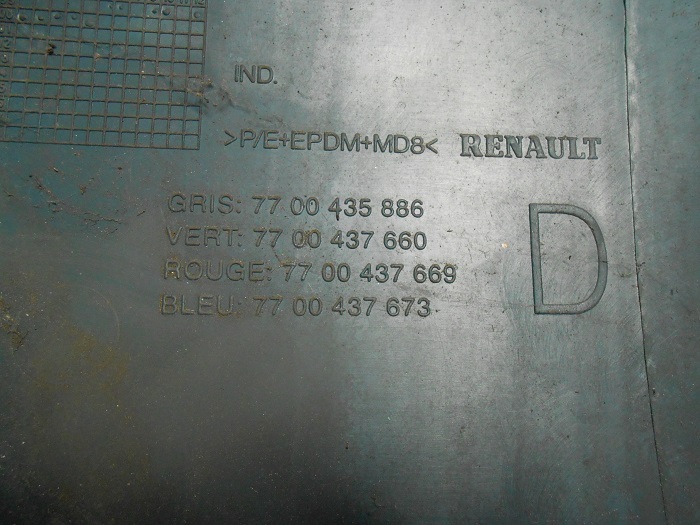 IND.
>P/E+EPDM+MD8< RENAULT
GRIS: 77 00 435 886
VERT: 77 00 437 660
ROUGE: 77 00 437 669
BLEU: 77 00 437 673
D